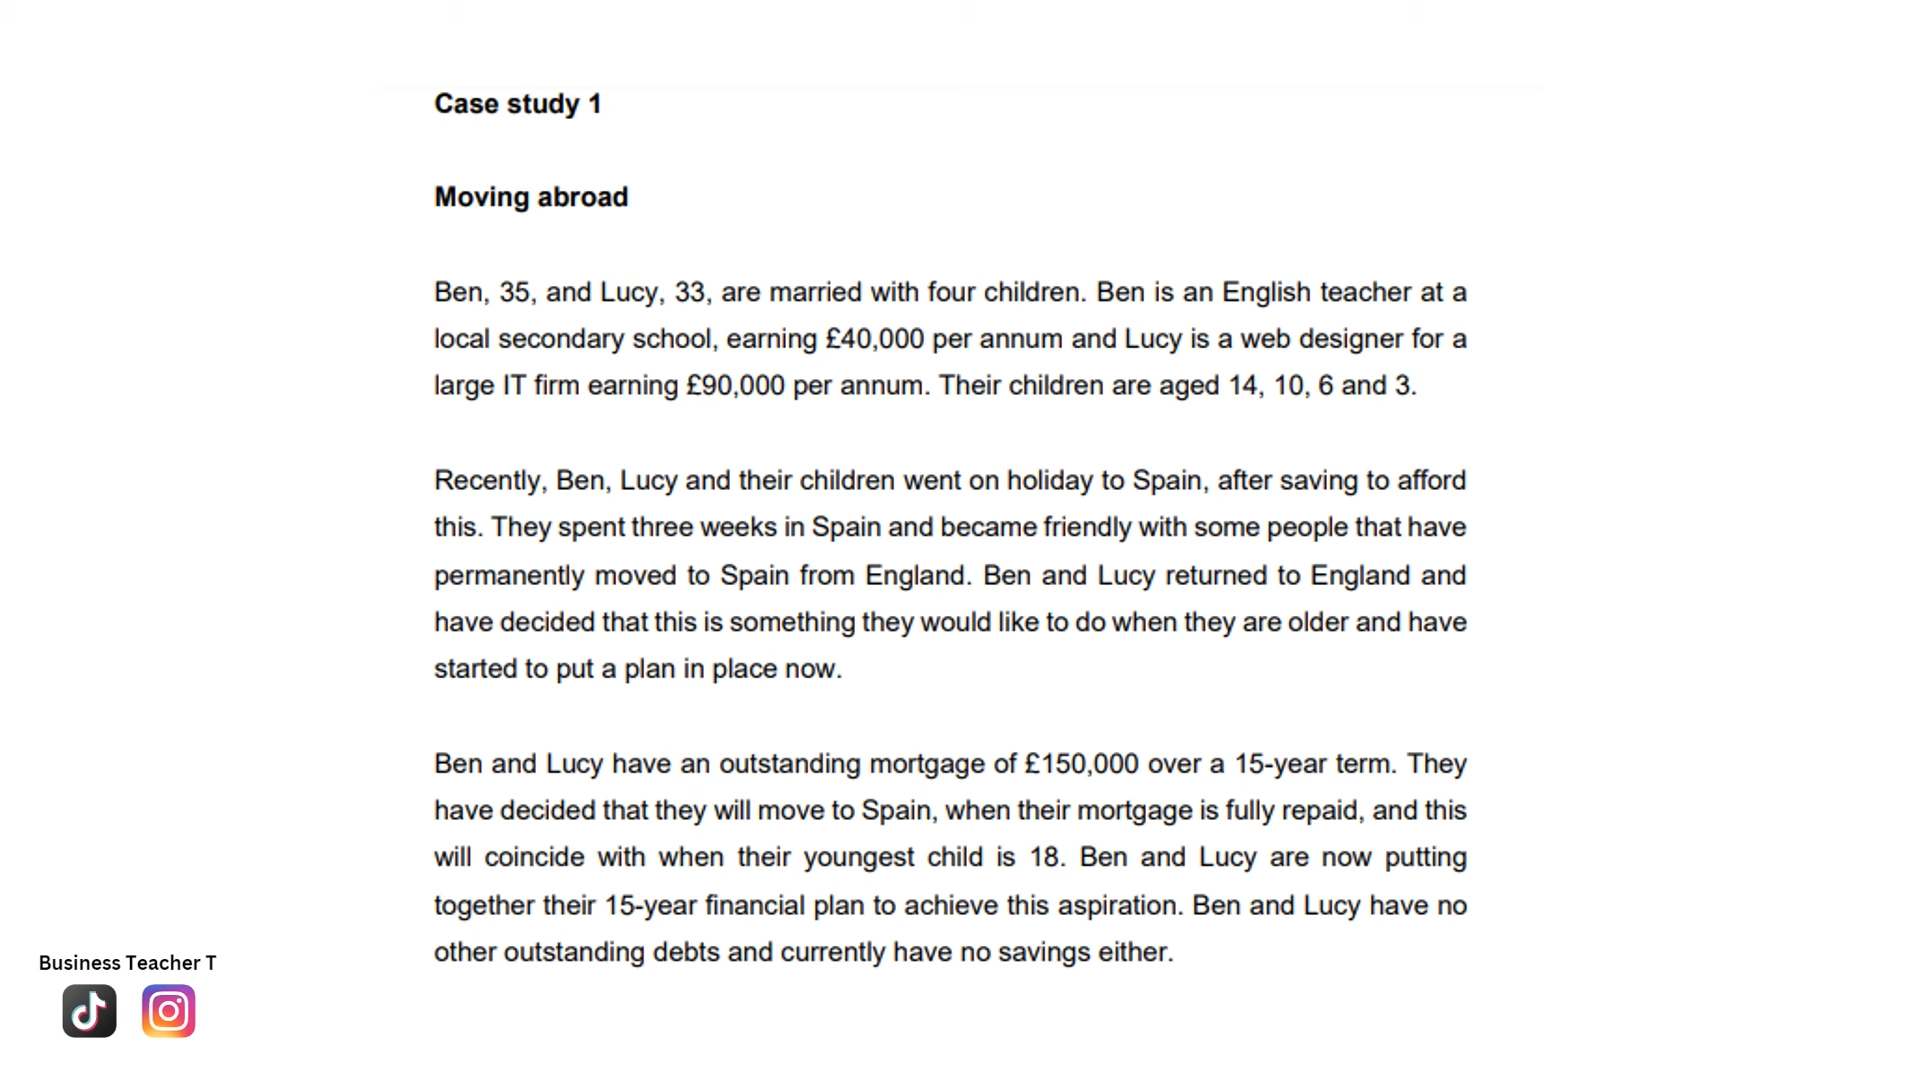 Case study 1
Moving abroad
Ben, 35, and Lucy, 33, are married with four children. Ben is an English teacher at a
local secondary school, earning £40,000 per annum and Lucy is a web designer for a
large IT firm earning £90,000 per annum. Their children are aged 14, 10, 6 and 3.
Recently, Ben, Lucy and their children went on holiday to Spain, after saving to afford
this. They spent three weeks in Spain and became friendly with some people that have
permanently moved to Spain from England. Ben and Lucy returned to England and
have decided that this is something they would like to do when they are older and have
started to put a plan in place now.
Ben and Lucy have an outstanding mortgage of £150,000 over a 15-year term. They
have decided that they will move to Spain, when their mortgage is fully repaid, and this
will coincide with when their youngest child is 18. Ben and Lucy are now putting
together their 15-year financial plan to achieve this aspiration. Ben and Lucy have no
other outstanding debts and currently have no savings either.
Business Teacher T